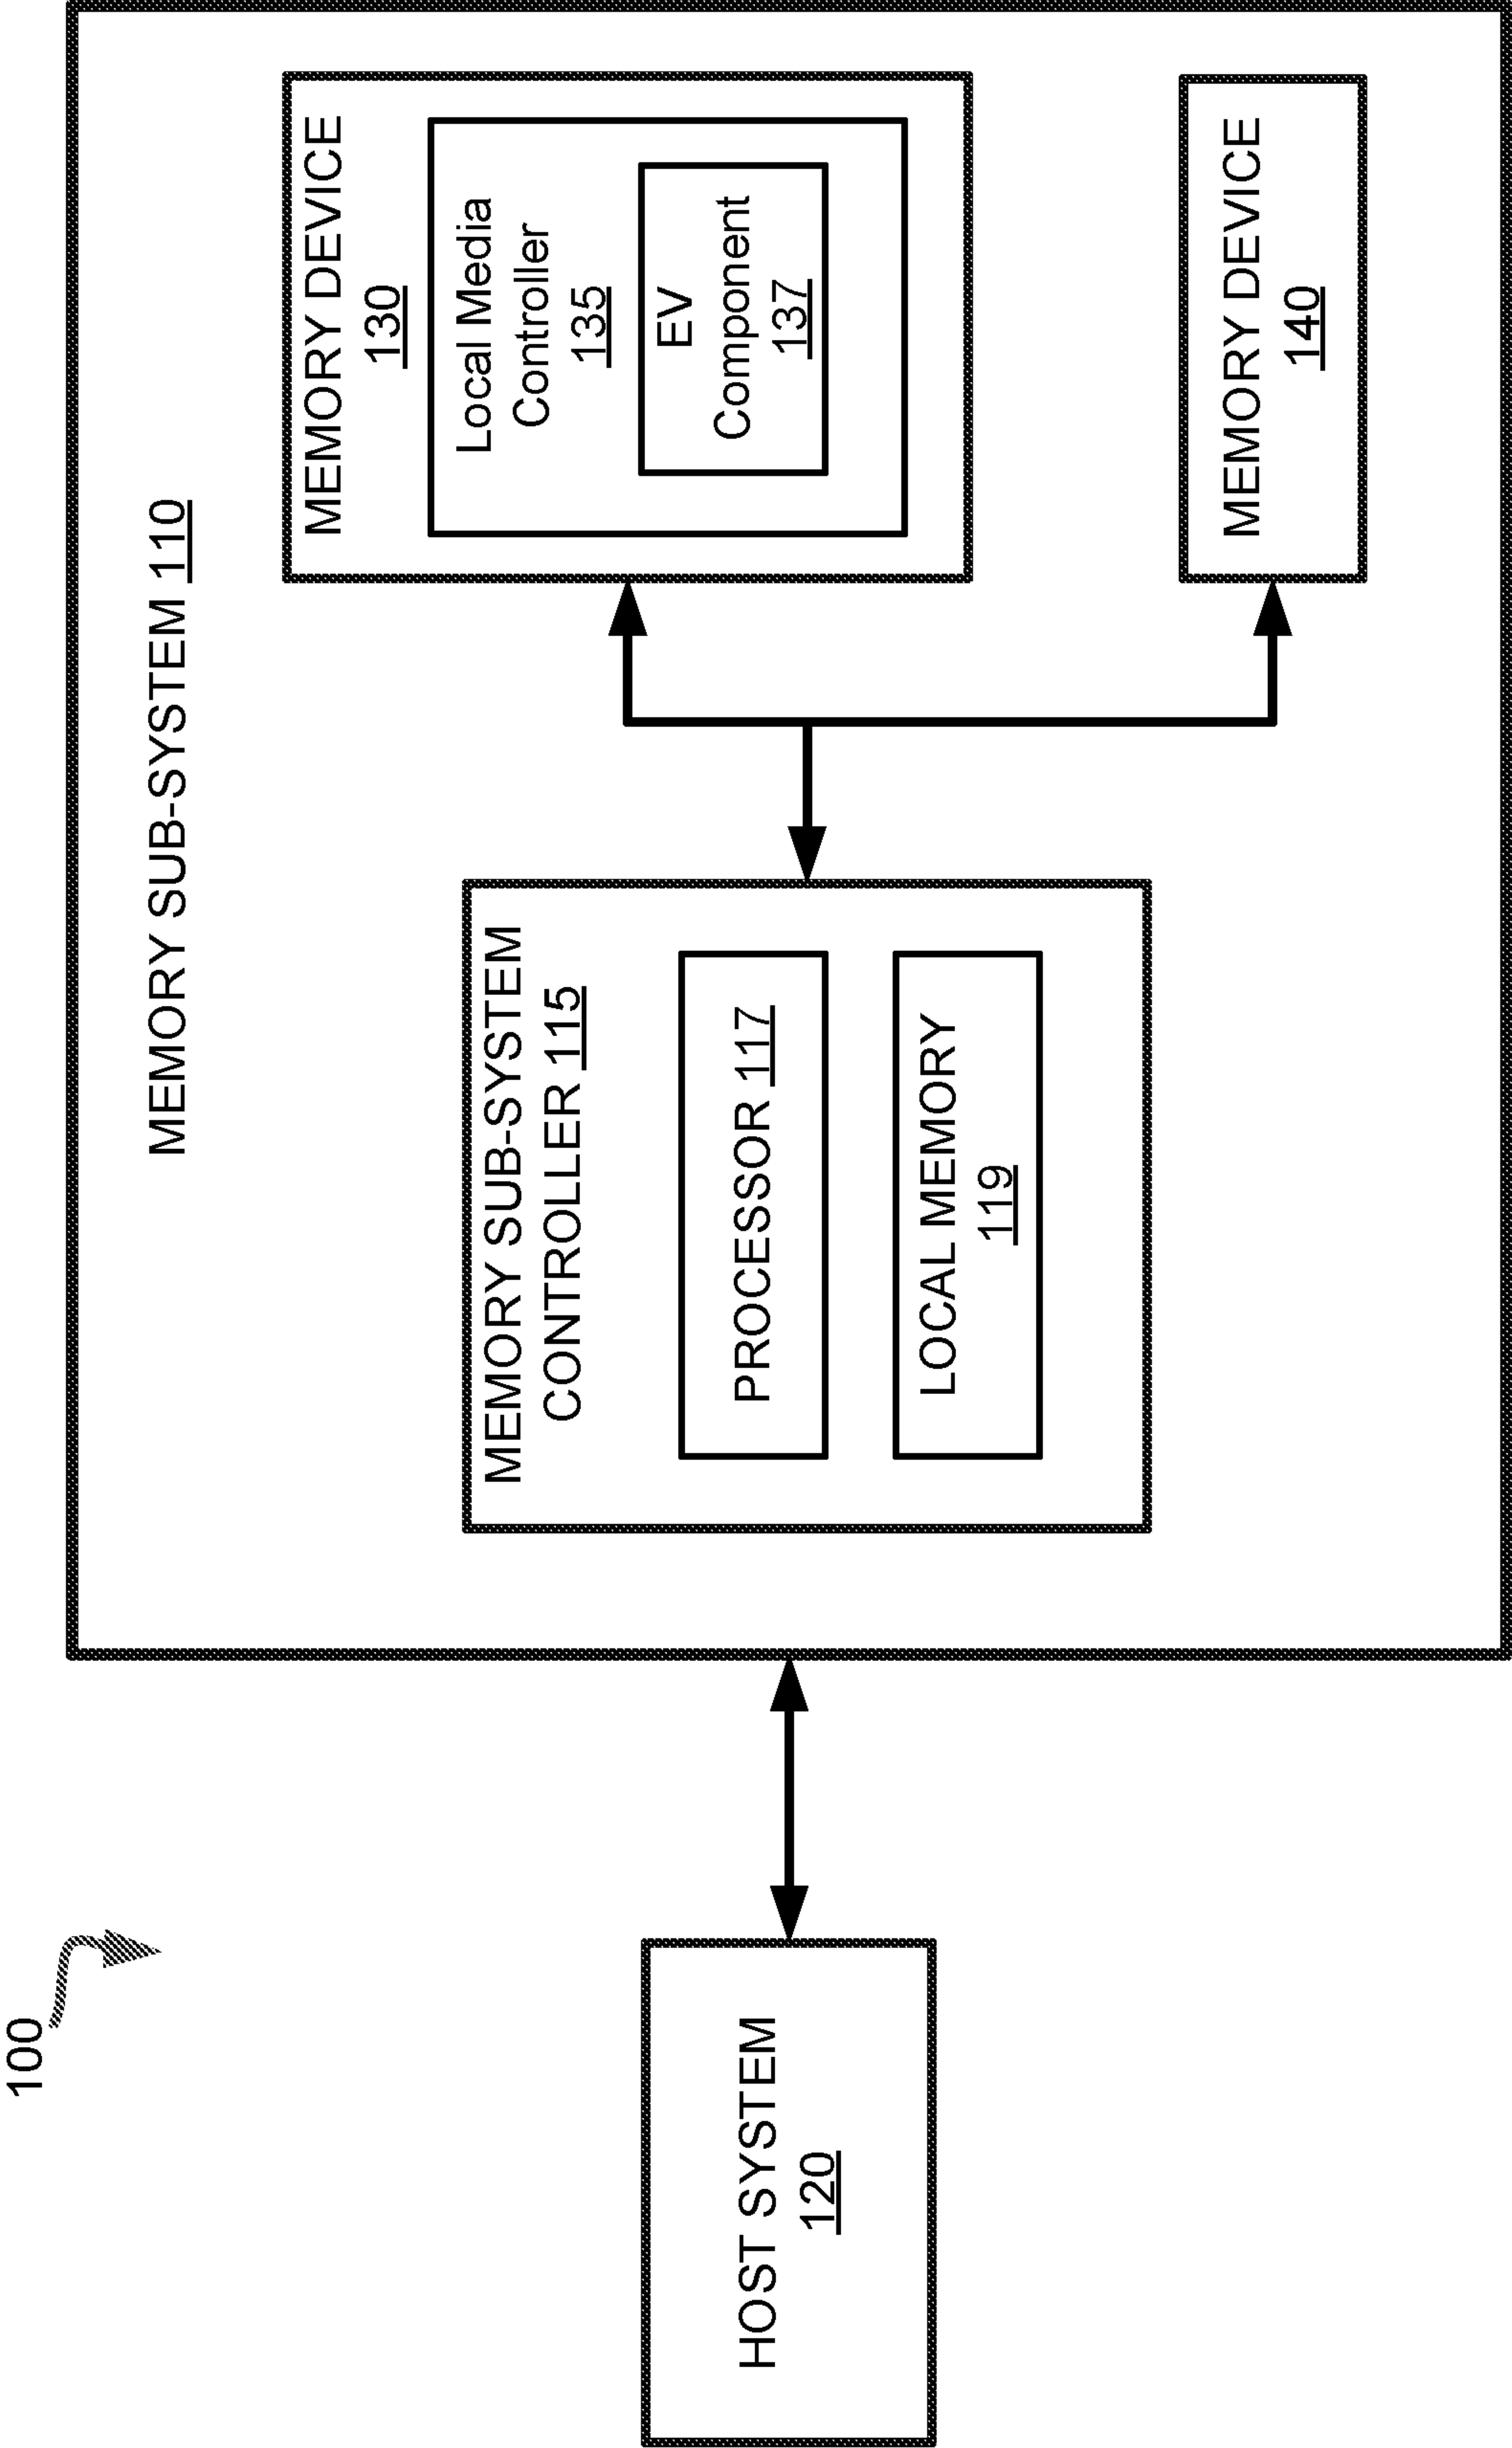 100
MEMORY SUB-SYSTEM 110
HOST SYSTEM
120
MEMORY SUB-SYSTEM
CONTROLLER 115
PROCESSOR 117
LOCAL MEMORY
119
MEMORY DEVICE
130
Local Media
Controller
135
EV
Component
137
MEMORY DEVICE
140